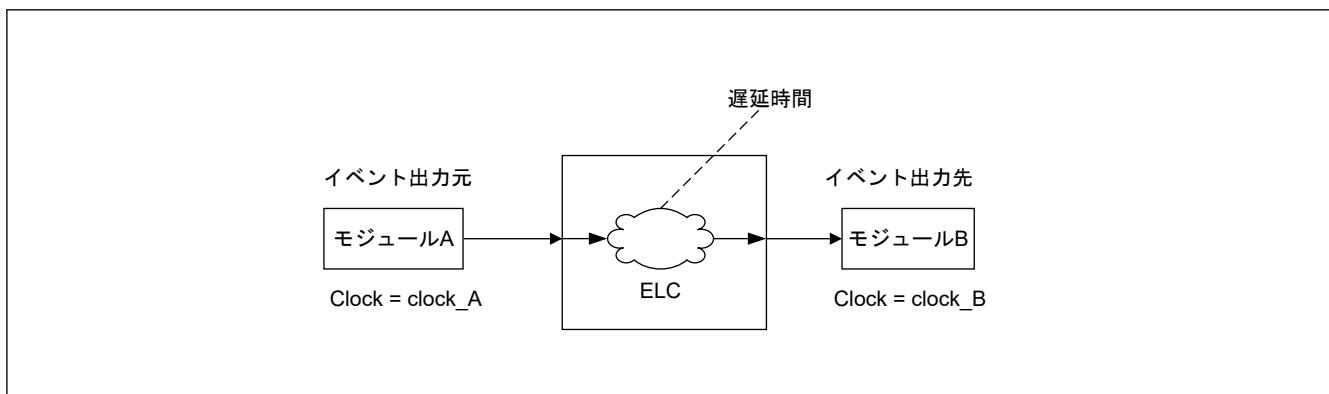 遅延時間
イベント出力元
イベント出力先
モジュールA
モジュールB
ELC
Clock = clock_A
Clock = clock_B